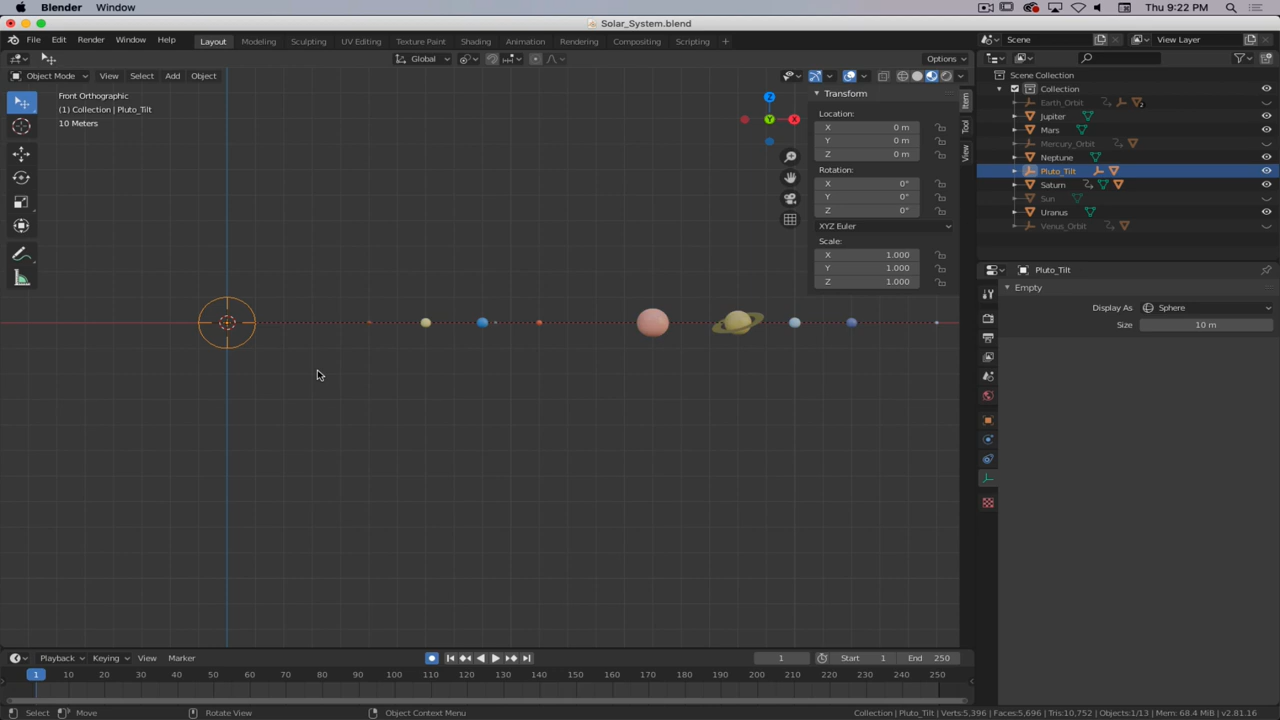 Blender Window
Thu 9:22 PM
Solar_System.blend
File Edit Render Window Help
Layout Modeling Sculpting UV Editing Texture Paint Shading Animation Rendering Compositing Scripting +
Scene
View Layer
Global
Options
Object Mode View Select Add Object
Front Orthographic
(1) Collection | Pluto_Tilt
10 Meters
Z
Y
X
Transform
Location:
X 0 m
Y 0 m
Z 0 m
Rotation:
X 0°
Y 0°
Z 0°
XYZ Euler
Scale:
X 1.000
Y 1.000
Z 1.000
Item
Tool
View
Scene Collection
Collection
Earth_Orbit 2
Jupiter
Mars
Mercury_Orbit
Neptune
Pluto_Tilt
Saturn
Sun
Uranus
Venus_Orbit
Pluto_Tilt
Empty
Display As Sphere
Size 10 m
Playback Keying View Marker
1
Start 1
End 250
1 10 20 30 40 50 60 70 80 90 100 110 120 130 140 150 160 170 180 190 200 210 220 230 240 250
Select Move Rotate View Object Context Menu
Collection | Pluto_Tilt | Verts:5,396 | Faces:5,696 | Tris:10,752 | Objects:1/13 | Mem: 68.4 MiB | v2.81.16